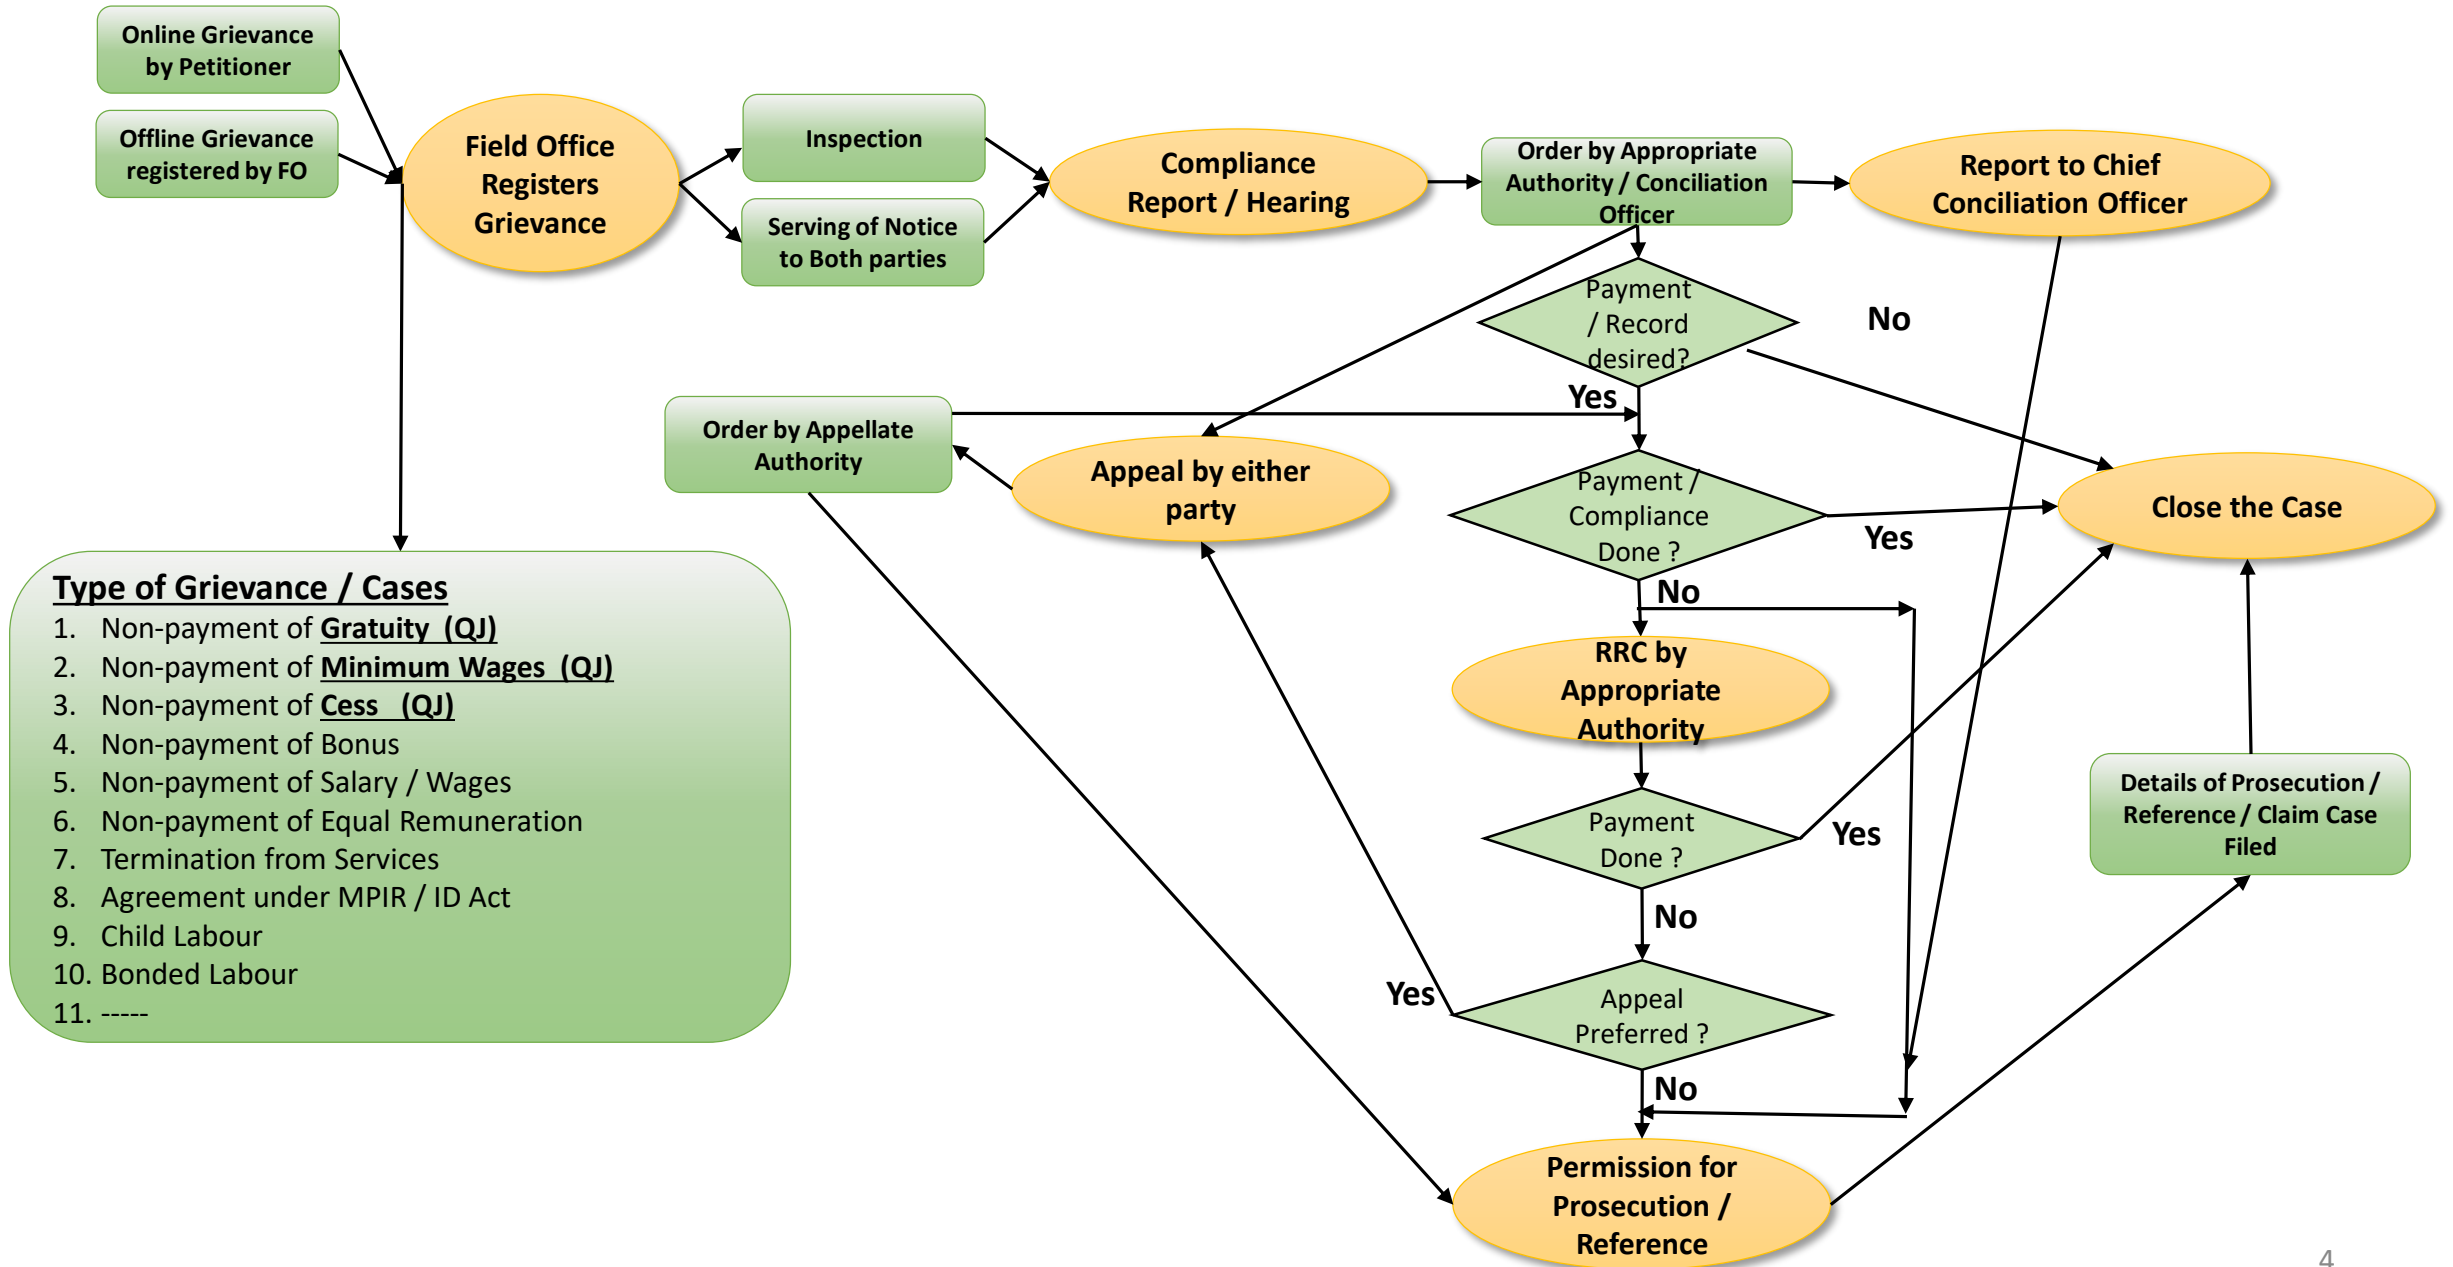 Online Grievance
by Petitioner
Offline Grievance
registered by FO
Field Office
Registers
Grievance
Inspection
Serving of Notice
to Both parties
Compliance
Report / Hearing
Order by Appropriate
Authority / Conciliation
Officer
Report to Chief
Conciliation Officer
Payment
/ Record
desired?
No
Yes
Order by Appellate
Authority
Appeal by either
party
Payment /
Compliance
Done ?
Yes
Close the Case
No
Type of Grievance / Cases
1. Non-payment of Gratuity (QJ)
2. Non-payment of Minimum Wages (QJ)
3. Non-payment of Cess (QJ)
4. Non-payment of Bonus
5. Non-payment of Salary / Wages
6. Non-payment of Equal Remuneration
7. Termination from Services
8. Agreement under MPIR / ID Act
9. Child Labour
10. Bonded Labour
11. -----
RRC by
Appropriate
Authority
Payment
Done ?
Yes
Details of Prosecution /
Reference / Claim Case
Filed
No
Yes
Appeal
Preferred ?
No
Permission for
Prosecution /
Reference
4